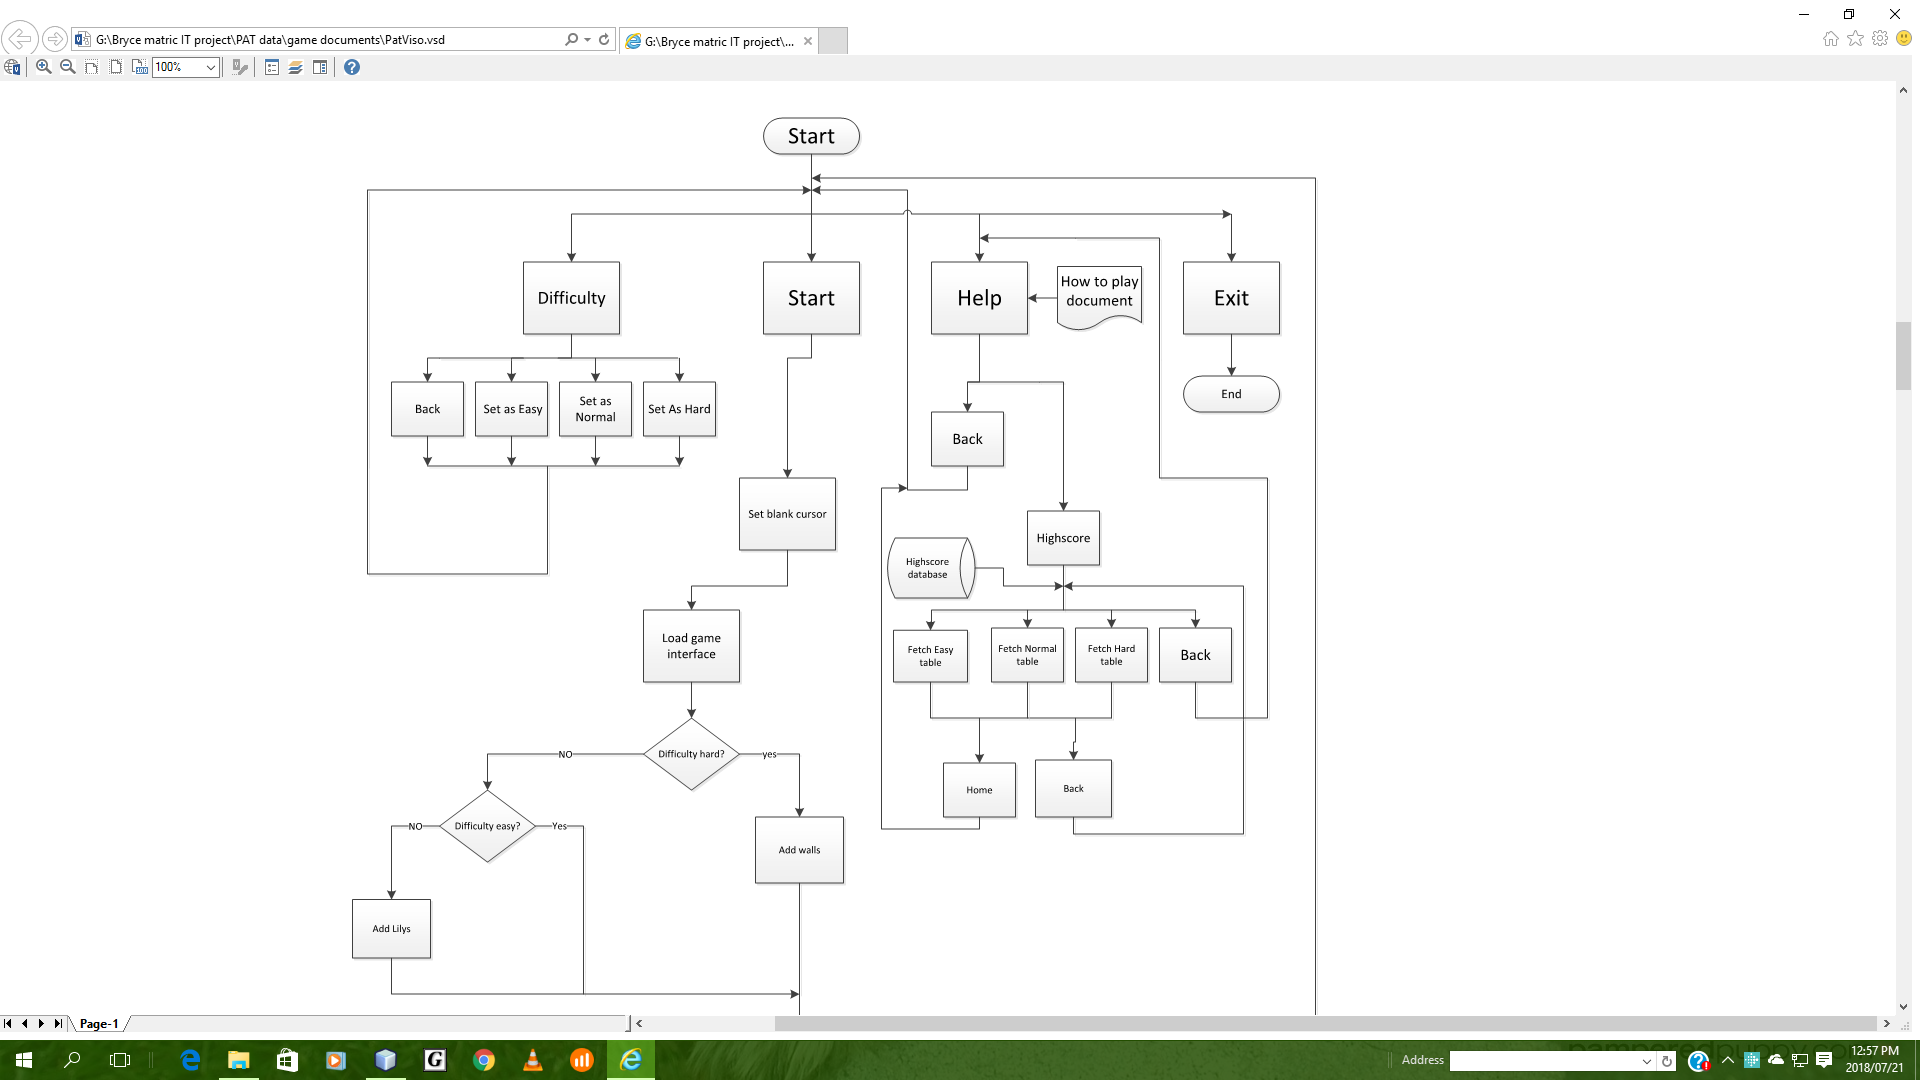 G:\Bryce matric IT project\PAT data\game documents\PatViso.vsd
G:\Bryce matric IT project\...
100%
Start
Difficulty
Start
Help
How to play
document
Exit
Back
Set as Easy
Set as
Normal
Set As Hard
End
Back
Set blank cursor
Highscore
Highscore
database
Load game
interface
Fetch Easy
table
Fetch Normal
table
Fetch Hard
table
Back
Difficulty hard?
NO
yes
Home
Back
Difficulty easy?
NO
Yes
Add walls
Add Lilys
Page-1
Address
12:57 PM
2018/07/21